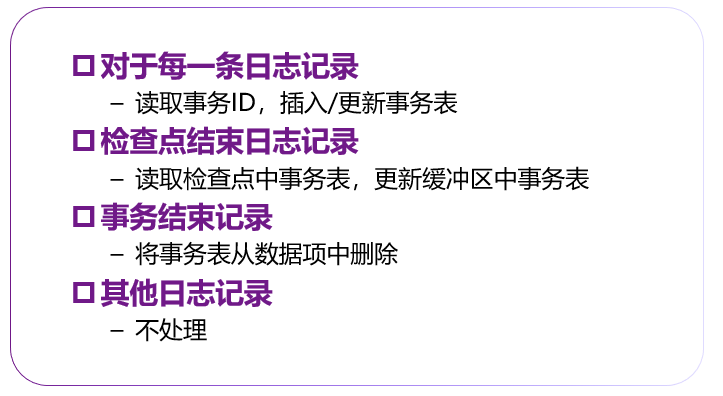 对于每一条日志记录
– 读取事务ID，插入/更新事务表
检查点结束日志记录
– 读取检查点中事务表，更新缓冲区中事务表
事务结束记录
– 将事务表从数据项中删除
其他日志记录
– 不处理